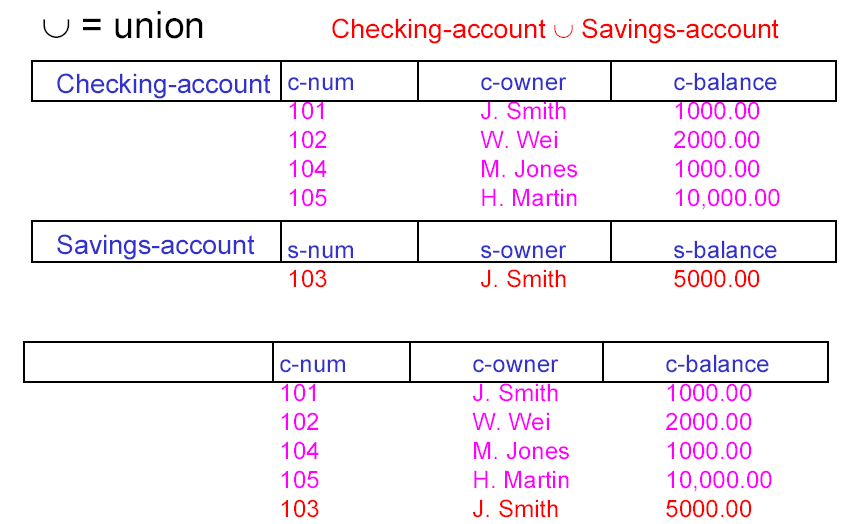 ∪ = union Checking-account ∪ Savings-account
Checking-account c-num c-owner c-balance
101 J. Smith 1000.00
102 W. Wei 2000.00
104 M. Jones 1000.00
105 H. Martin 10,000.00
Savings-account s-num s-owner s-balance
103 J. Smith 5000.00
c-num c-owner c-balance
101 J. Smith 1000.00
102 W. Wei 2000.00
104 M. Jones 1000.00
105 H. Martin 10,000.00
103 J. Smith 5000.00